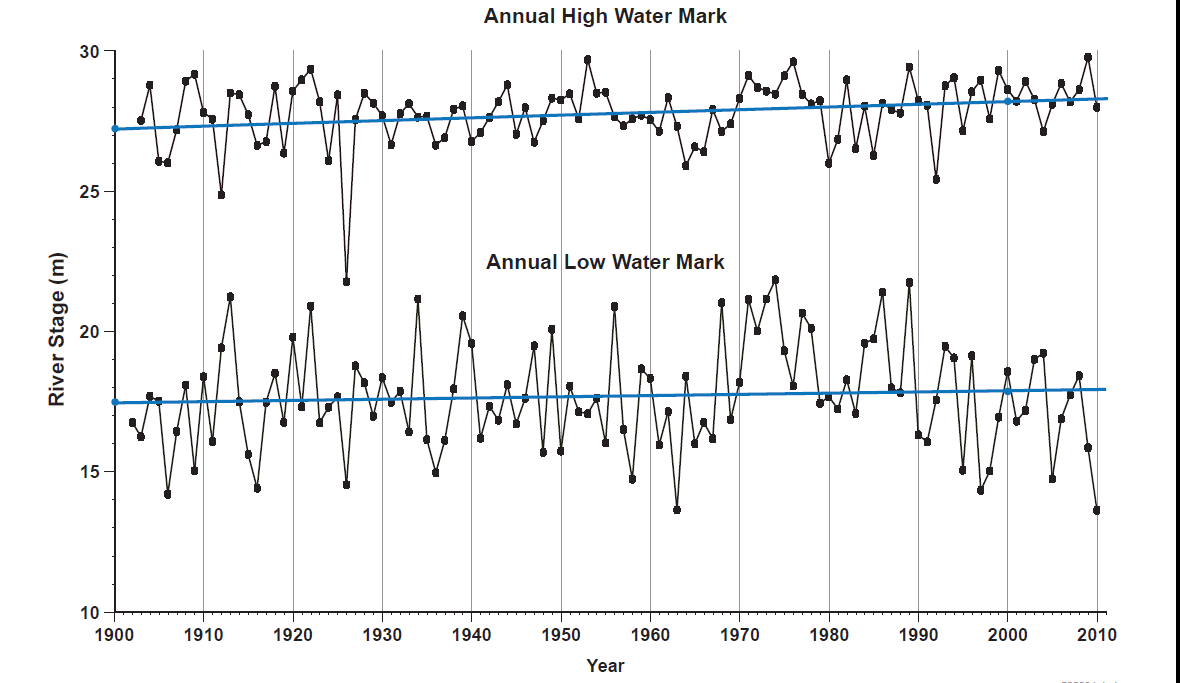 Annual High Water Mark
30
25
Annual Low Water Mark
River Stage (m)
20
15
10
1900 1910 1920 1930 1940 1950 1960 1970 1980 1990 2000 2010
Year